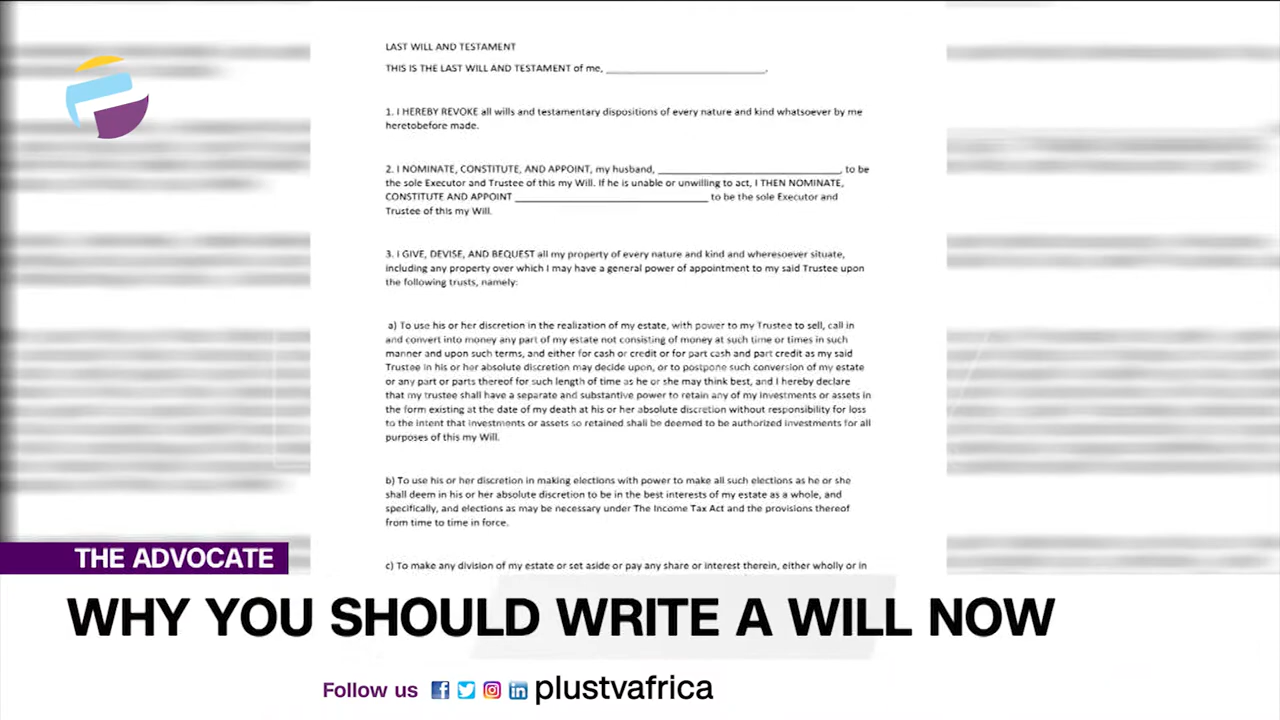 LAST WILL AND TESTAMENT
THIS IS THE LAST WILL AND TESTAMENT of me, ____________________________.
1. I HEREBY REVOKE all wills and testamentary dispositions of every nature and kind whatsoever by me
heretobefore made.
2. I NOMINATE, CONSTITUTE, AND APPOINT, my husband, ________________________________, to be
the sole Executor and Trustee of this my Will. If he is unable or unwilling to act, I THEN NOMINATE,
CONSTITUTE AND APPOINT __________________________________ to be the sole Executor and
Trustee of this my Will.
3. I GIVE, DEVISE, AND BEQUEST all my property of every nature and kind and wheresoever situate,
including any property over which I may have a general power of appointment to my said Trustee upon
the following trusts, namely:
a) To use his or her discretion in the realization of my estate, with power to my Trustee to sell, call in
and convert into money any part of my estate not consisting of money at such time or times in such
manner and upon such terms, and either for cash or credit or for part cash and part credit as my said
Trustee in his or her absolute discretion may decide upon, or to postpone such conversion of my estate
or any part or parts thereof for such length of time as he or she may think best, and I hereby declare
that my trustee shall have a separate and substantive power to retain any of my investments or assets in
the form existing at the date of my death at his or her absolute discretion without responsibility for loss
to the intent that investments or assets so retained shall be deemed to be authorized investments for all
purposes of this my Will.
b) To use his or her discretion in making elections with power to make all such elections as he or she
shall deem in his or her absolute discretion to be in the best interests of my estate as a whole, and
specifically, and elections as may be necessary under The Income Tax Act and the provisions thereof
from time to time in force.
c) To make any division of my estate or set aside or pay any share or interest therein, either wholly or in
THE ADVOCATE
WHY YOU SHOULD WRITE A WILL NOW
Follow us plustvafrica